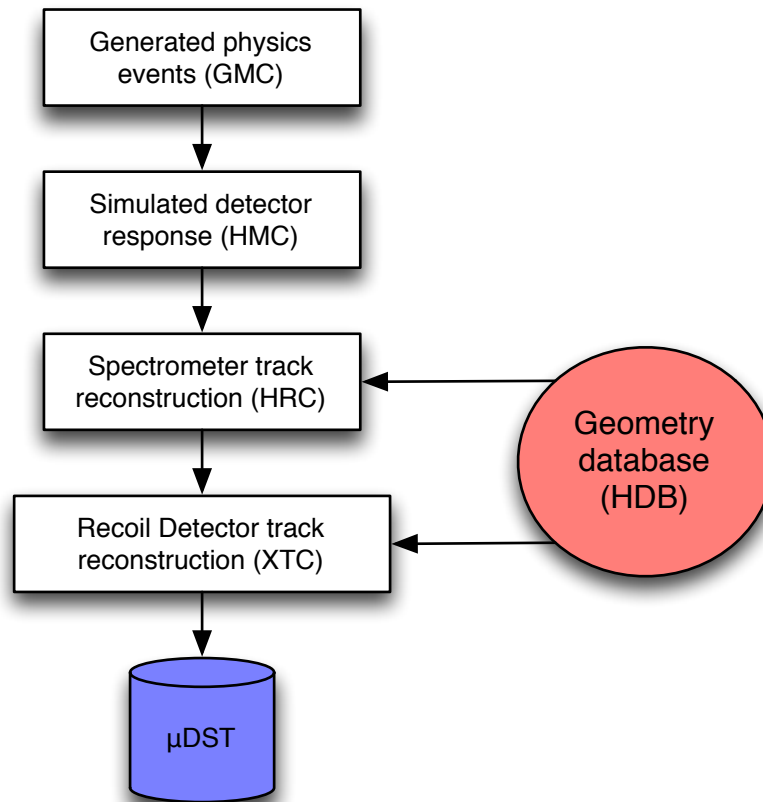 Generated physics
events (GMC)
Simulated detector
response (HMC)
Spectrometer track
reconstruction (HRC)
Geometry
database
(HDB)
Recoil Detector track
reconstruction (XTC)
µDST